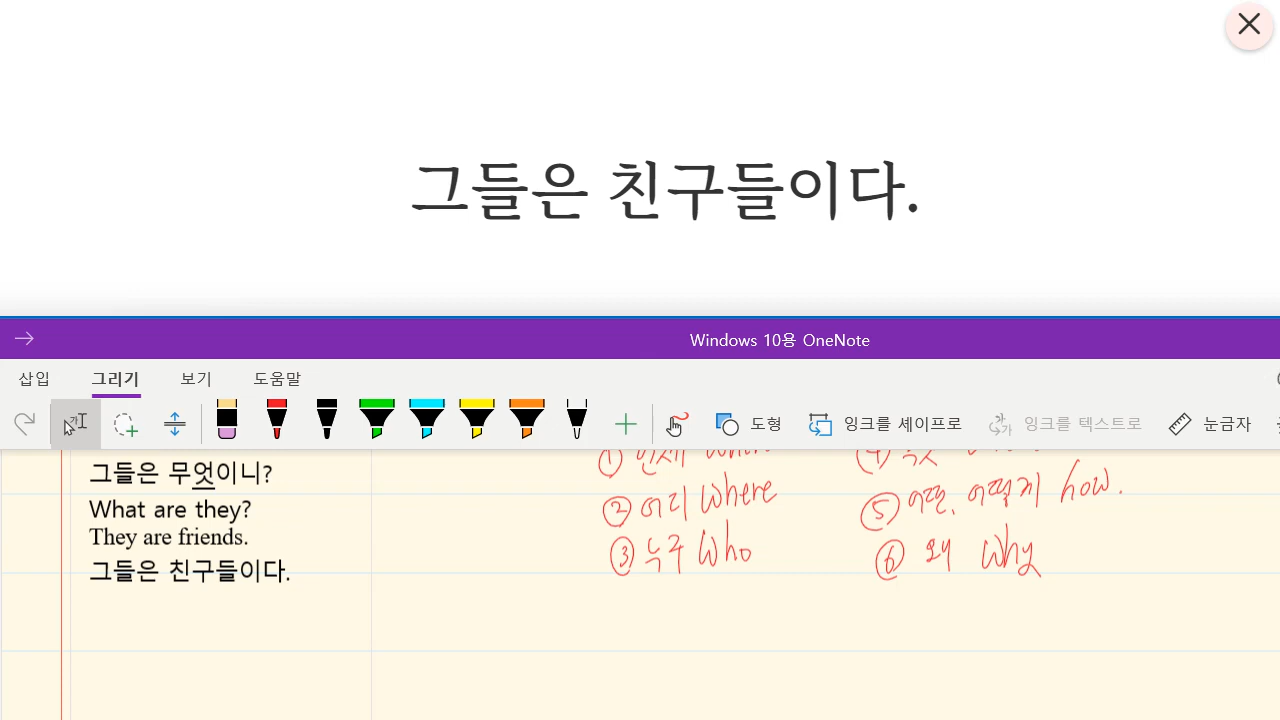 그들은 친구들이다.
Windows 10용 OneNote
삽입 그리기 보기 도움말
도형 잉크를 셰이프로 잉크를 텍스트로 눈금자
그들은 무엇이니?
What are they?
They are friends.
그들은 친구들이다.
①
② 어디 where
③ 누구 who
④
⑤ 어떤, 어떻게 how.
⑥ 왜 why